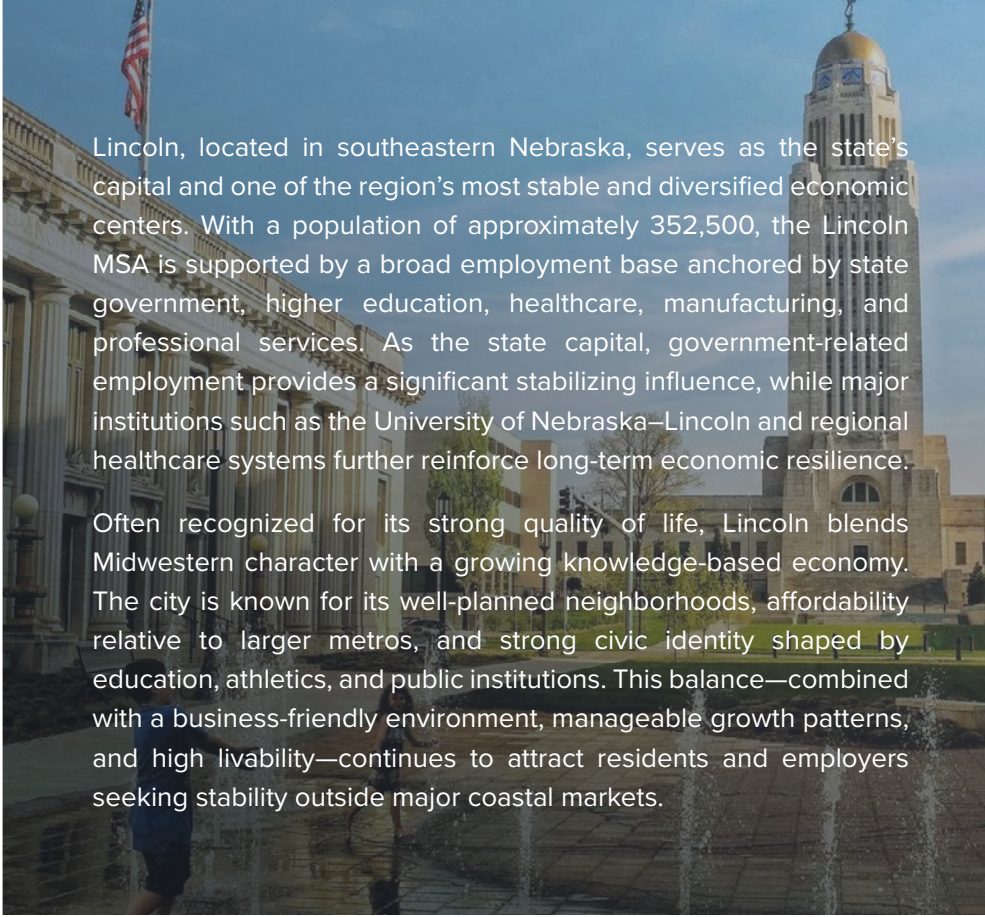 Lincoln, located in southeastern Nebraska, serves as the state’s
capital and one of the region’s most stable and diversified economic
centers. With a population of approximately 352,500, the Lincoln
MSA is supported by a broad employment base anchored by state
government, higher education, healthcare, manufacturing, and
professional services. As the state capital, government-related
employment provides a significant stabilizing influence, while major
institutions such as the University of Nebraska–Lincoln and regional
healthcare systems further reinforce long-term economic resilience.
Often recognized for its strong quality of life, Lincoln blends
Midwestern character with a growing knowledge-based economy.
The city is known for its well-planned neighborhoods, affordability
relative to larger metros, and strong civic identity shaped by
education, athletics, and public institutions. This balance—combined
with a business-friendly environment, manageable growth patterns,
and high livability—continues to attract residents and employers
seeking stability outside major coastal markets.